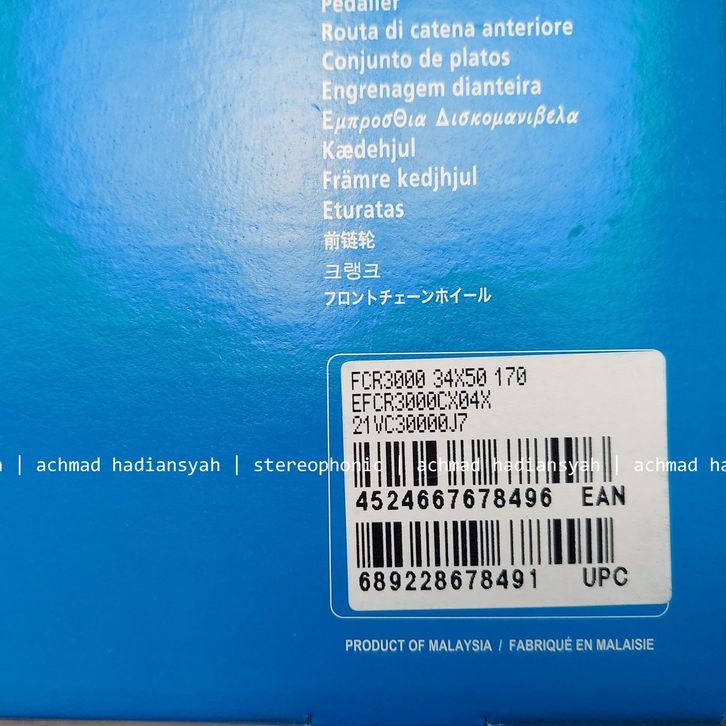 Pédalier
Routa di catena anteriore
Conjunto de platos
Engrenagem dianteira
ΕμπροσΘια Δισκομανιβελα
Kædehjul
Främre kedjhjul
Eturatas
前链轮
크랭크
フロントチェーンホイール
FCR3000 34X50 170
EFCR3000CX04X
21VC30000J7
| achmad hadiansyah | stereophonic | achmad hadiansyah | achmad
4524667678496 EAN
689228678491 UPC
PRODUCT OF MALAYSIA / FABRIQUÉ EN MALAISIE